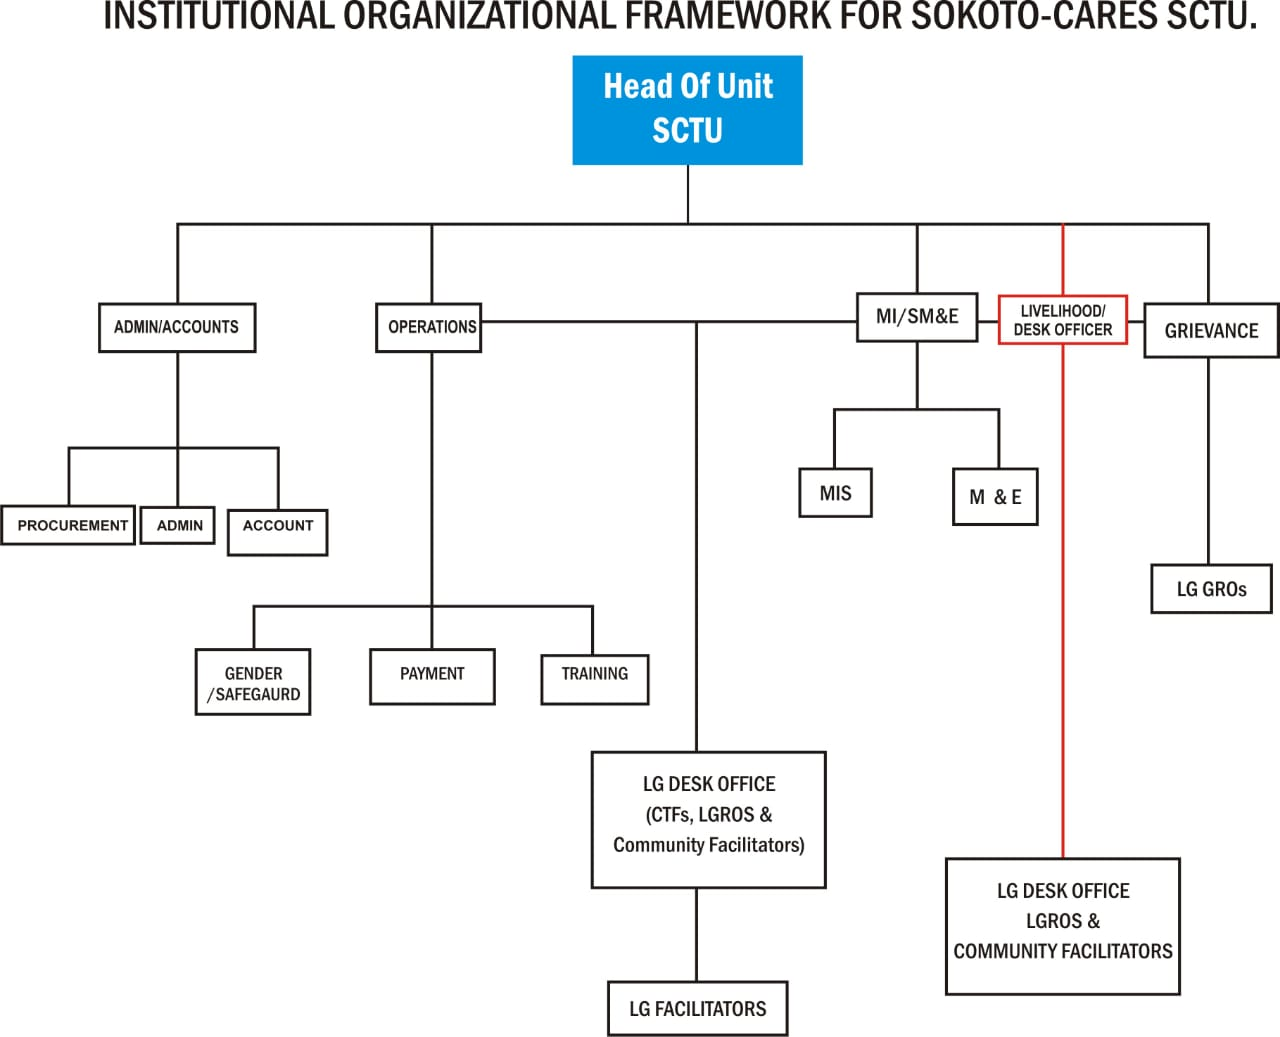 INSTITUTIONAL ORGANIZATIONAL FRAMEWORK FOR SOKOTO-CARES SCTU.
Head Of Unit
SCTU
ADMIN/ACCOUNTS
OPERATIONS
MI/SM&E
LIVELIHOOD/
DESK OFFICER
GRIEVANCE
PROCUREMENT
ADMIN
ACCOUNT
MIS
M & E
LG GROs
GENDER
/SAFEGAURD
PAYMENT
TRAINING
LG DESK OFFICE
(CTFs, LGROS &
Community Facilitators)
LG DESK OFFICE
LGROS &
COMMUNITY FACILITATORS
LG FACILITATORS